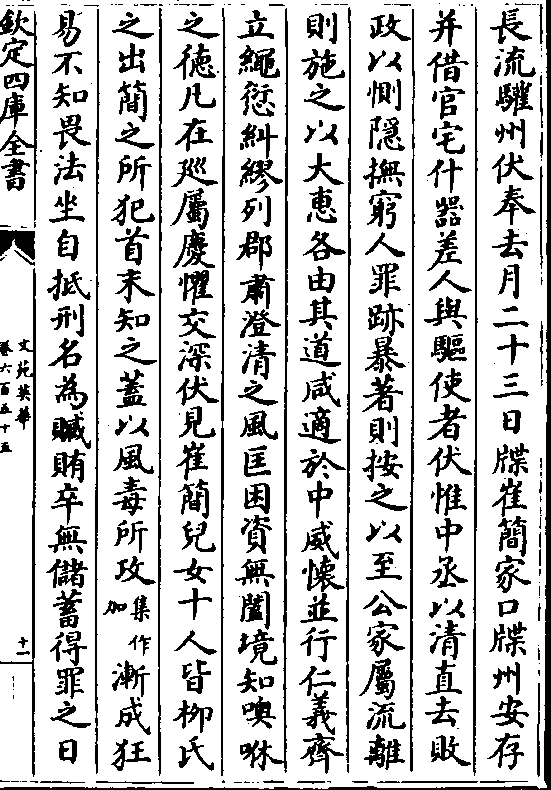 長流驩州伏奉去月二十三日牒崔簡家口牒州安存
并借官宅什器差人與驅使者伏惟中丞以清直去敗
政以惻隱撫窮人罪跡暴著則按之以至公家屬流離
則施之以大惠各由其道咸適於中威懷並行仁義齊
立繩愆糾繆列郡肅澄清之風匡困資無闔境知噢咻
之徳凡在廵屬慶懼交深伏見崔簡兒女十人皆栁氏
之出簡之所犯首末知之蓋以風毒所攻集作加漸成狂
易不知畏法坐自抵刑名為贓賄卒無儲蓄得罪之日
欽定四庫全書
文苑英華
卷六百五十五
十一